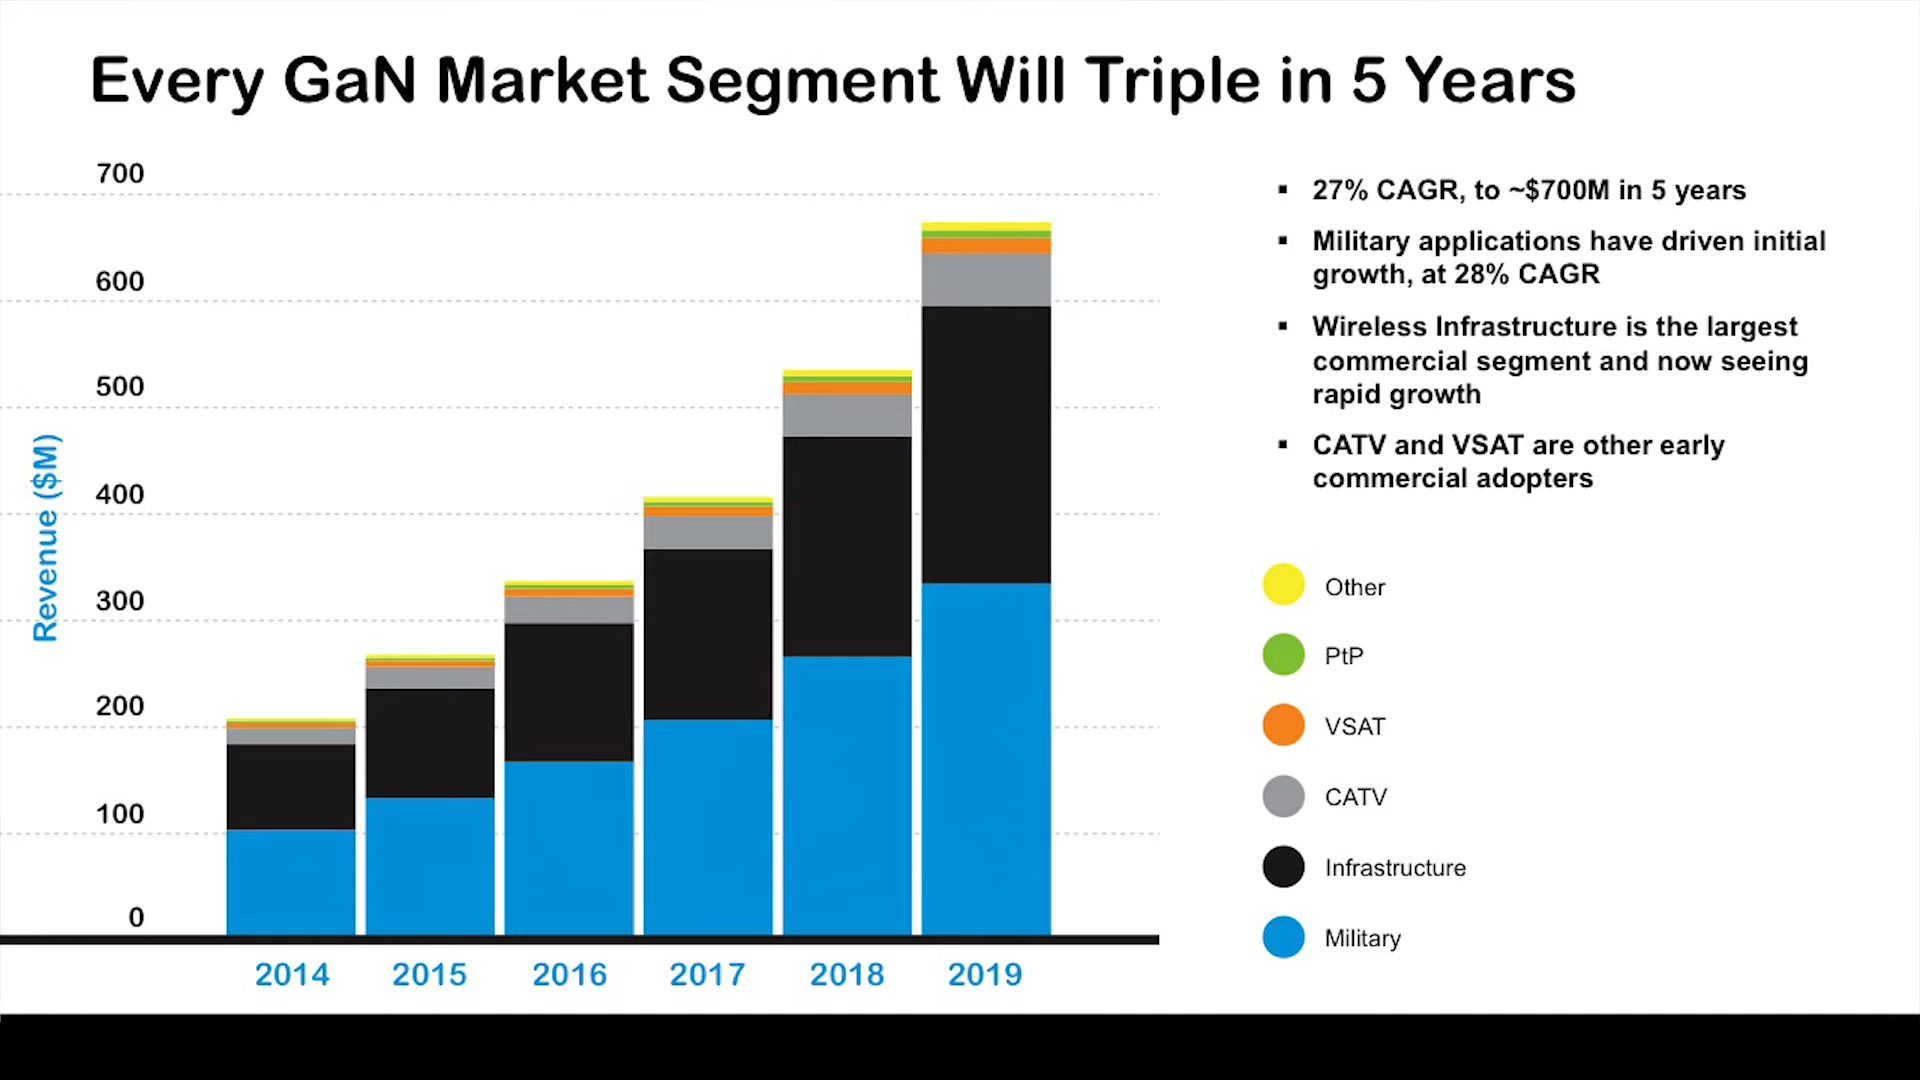 Every GaN Market Segment Will Triple in 5 Years
700
600
500
400
300
200
100
0
Revenue ($M)
2014
2015
2016
2017
2018
2019
▪ 27% CAGR, to ~$700M in 5 years
▪ Military applications have driven initial
growth, at 28% CAGR
▪ Wireless Infrastructure is the largest
commercial segment and now seeing
rapid growth
▪ CATV and VSAT are other early
commercial adopters
Other
PtP
VSAT
CATV
Infrastructure
Military